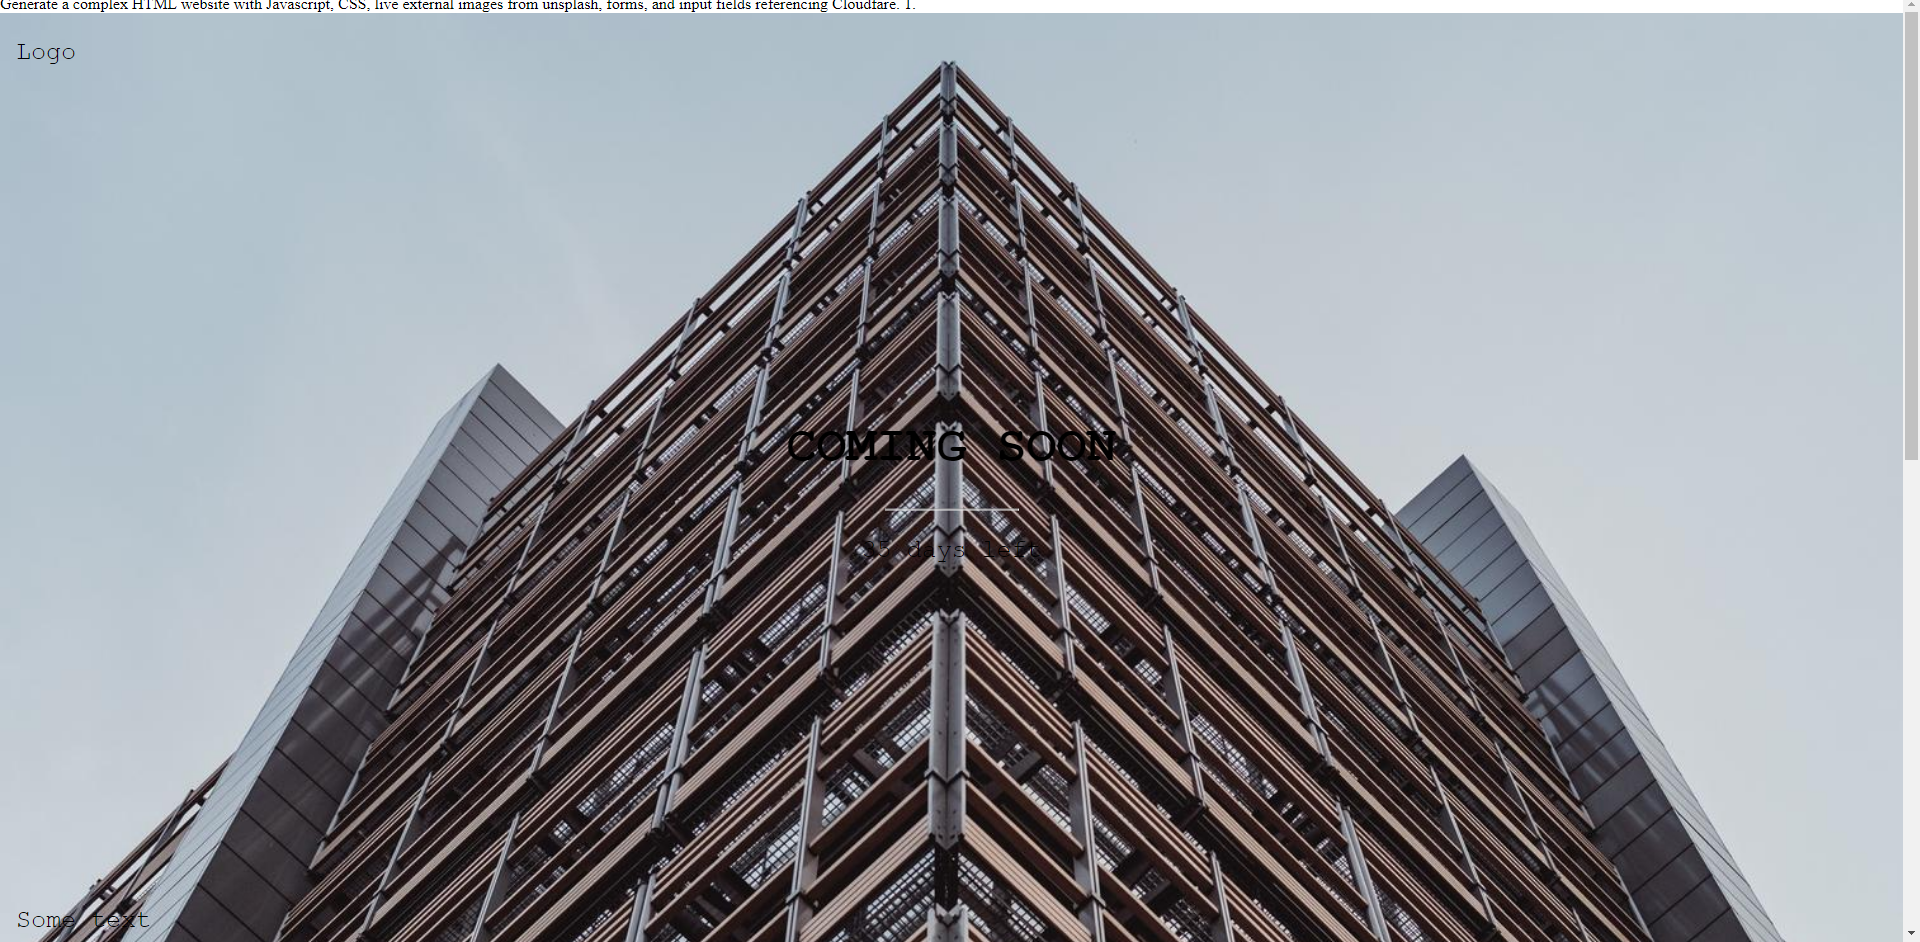 Generate a complex HTML website with Javascript, CSS, live external images from unsplash, forms, and input fields referencing Cloudfare. 1.
Logo
COMING SOON
35 days left
Some text